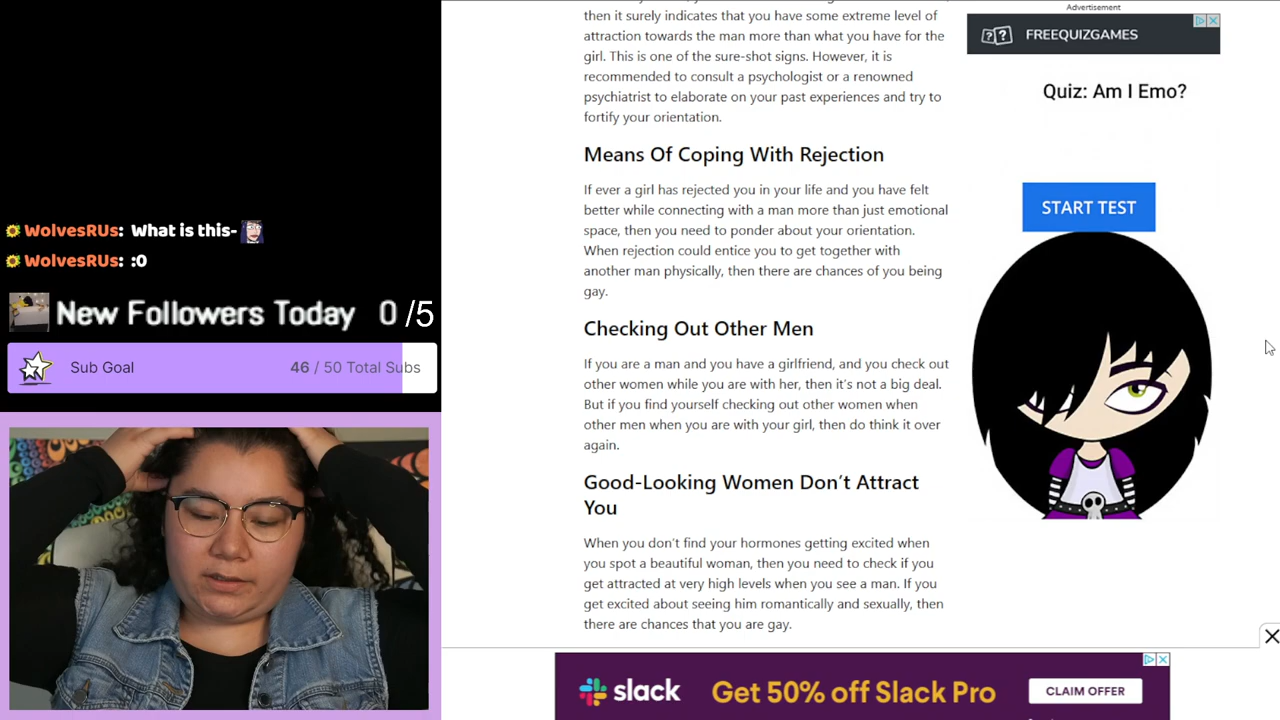 WolvesRUs: What is this-
WolvesRUs: :0
New Followers Today 0 /5
Sub Goal 46 / 50 Total Subs
then it surely indicates that you have some extreme level of
attraction towards the man more than what you have for the
girl. This is one of the sure-shot signs. However, it is
recommended to consult a psychologist or a renowned
psychiatrist to elaborate on your past experiences and try to
fortify your orientation.
Means Of Coping With Rejection
If ever a girl has rejected you in your life and you have felt
better while connecting with a man more than just emotional
space, then you need to ponder about your orientation.
When rejection could entice you to get together with
another man physically, then there are chances of you being
gay.
Checking Out Other Men
If you are a man and you have a girlfriend, and you check out
other women while you are with her, then it's not a big deal.
But if you find yourself checking out other women when
other men when you are with your girl, then do think it over
again.
Good-Looking Women Don't Attract
You
When you don't find your hormones getting excited when
you spot a beautiful woman, then you need to check if you
get attracted at very high levels when you see a man. If you
get excited about seeing him romantically and sexually, then
there are chances that you are gay.
Advertisement
FREEQUIZGAMES
Quiz: Am I Emo?
START TEST
slack Get 50% off Slack Pro CLAIM OFFER